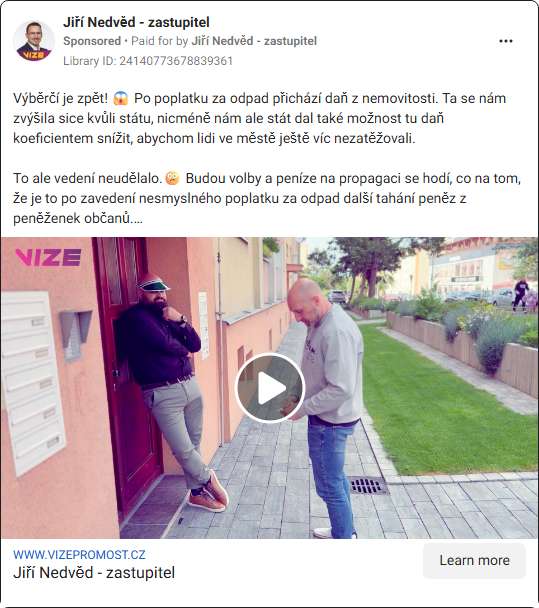 Jiří Nedvěd - zastupitel
Sponsored • Paid for by Jiří Nedvěd - zastupitel
Library ID: 24140773678839361
Výběrčí je zpět! 😱 Po poplatku za odpad přichází daň z nemovitosti. Ta se nám
zvýšila sice kvůli státu, nicméně nám ale stát dal také možnost tu daň
koeficientem snížit, abychom lidi ve městě ještě víc nezatěžovali.
To ale vedení neudělalo.🤕 Budou volby a peníze na propagaci se hodí, co na tom,
že je to po zavedení nesmyslného poplatku za odpad další tahání peněz z
peněženek občanů....
VIZE
VIZE
WWW.VIZEPROMOST.CZ
Jiří Nedvěd - zastupitel
Learn more